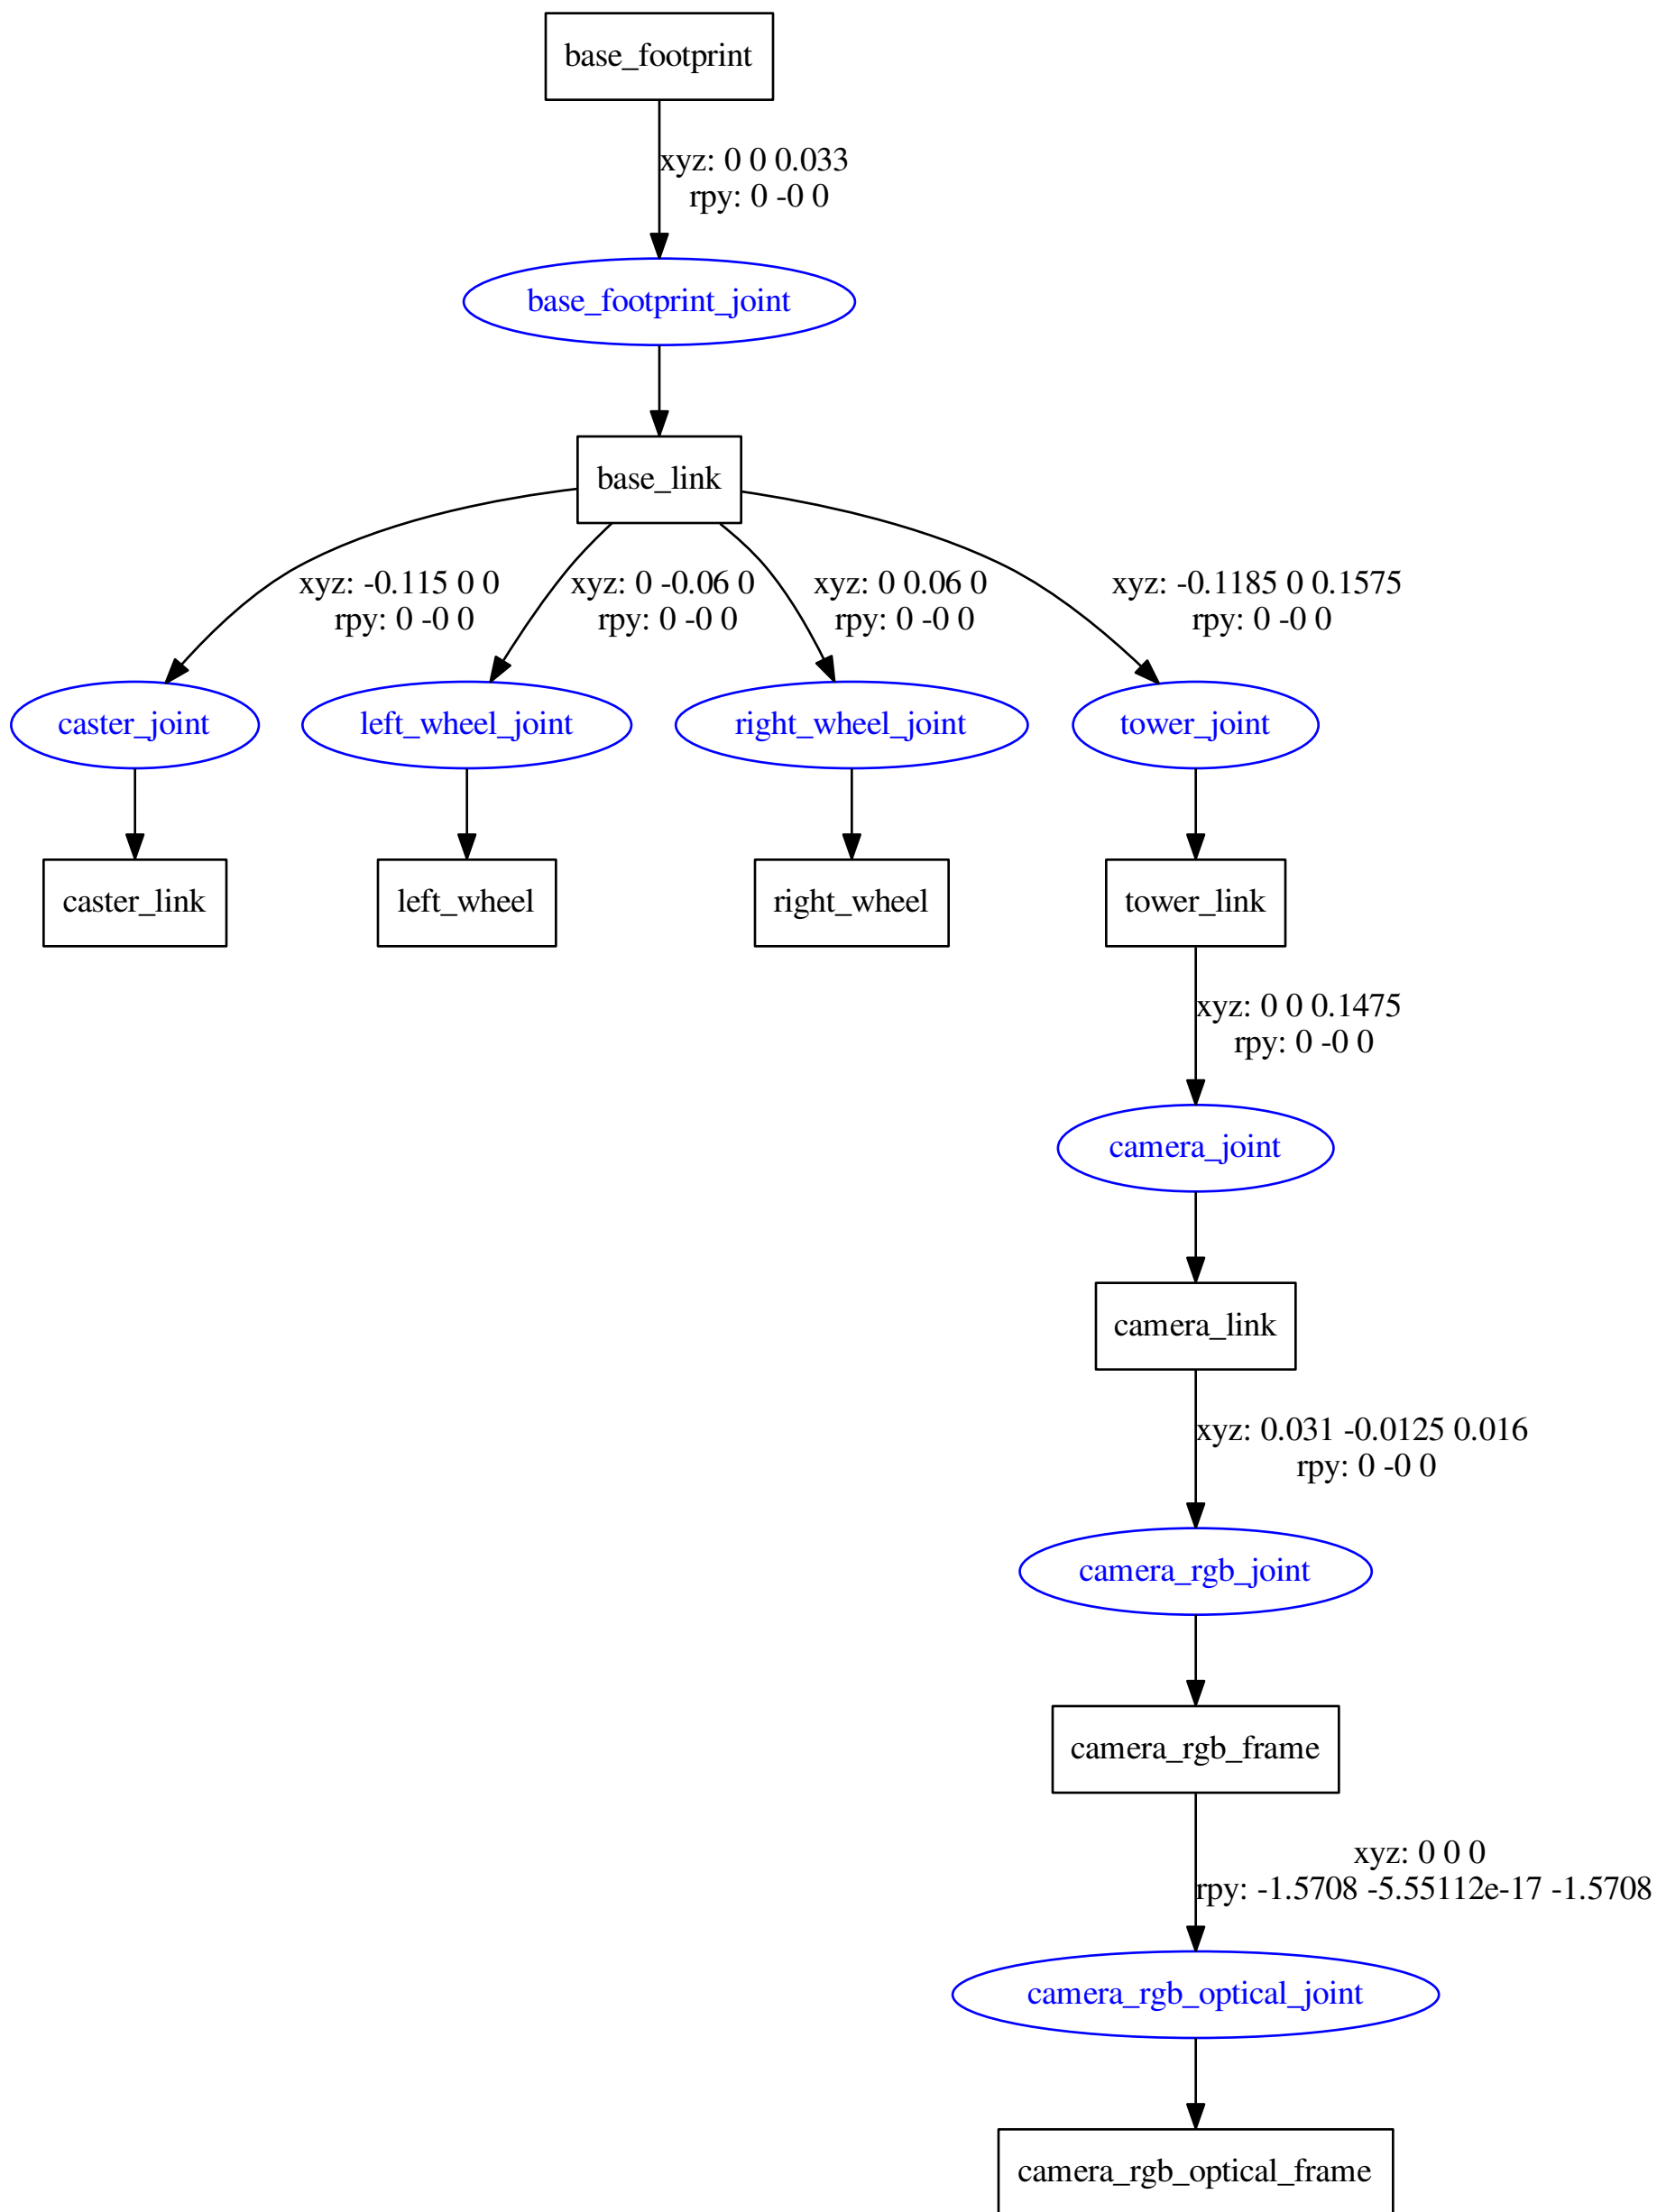 base_footprint
xyz: 0 0 0.033
rpy: 0 -0 0
base_footprint_joint
base_link
xyz: -0.115 0 0
rpy: 0 -0 0
xyz: 0 -0.06 0
rpy: 0 -0 0
xyz: 0 0.06 0
rpy: 0 -0 0
xyz: -0.1185 0 0.1575
rpy: 0 -0 0
caster_joint
left_wheel_joint
right_wheel_joint
tower_joint
caster_link
left_wheel
right_wheel
tower_link
xyz: 0 0 0.1475
rpy: 0 -0 0
camera_joint
camera_link
xyz: 0.031 -0.0125 0.016
rpy: 0 -0 0
camera_rgb_joint
camera_rgb_frame
xyz: 0 0 0
rpy: -1.5708 -5.55112e-17 -1.5708
camera_rgb_optical_joint
camera_rgb_optical_frame